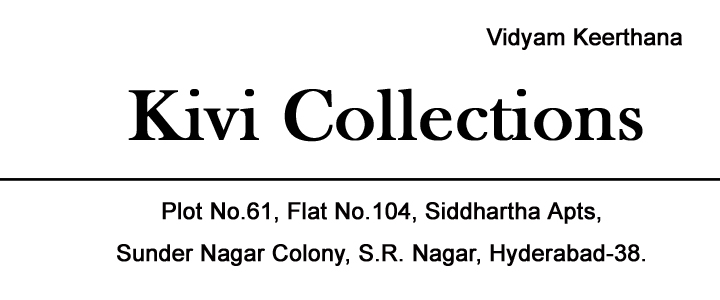 Vidyam Keerthana
Kivi Collections
Plot No.61, Flat No.104, Siddhartha Apts,
Sunder Nagar Colony, S.R. Nagar, Hyderabad-38.